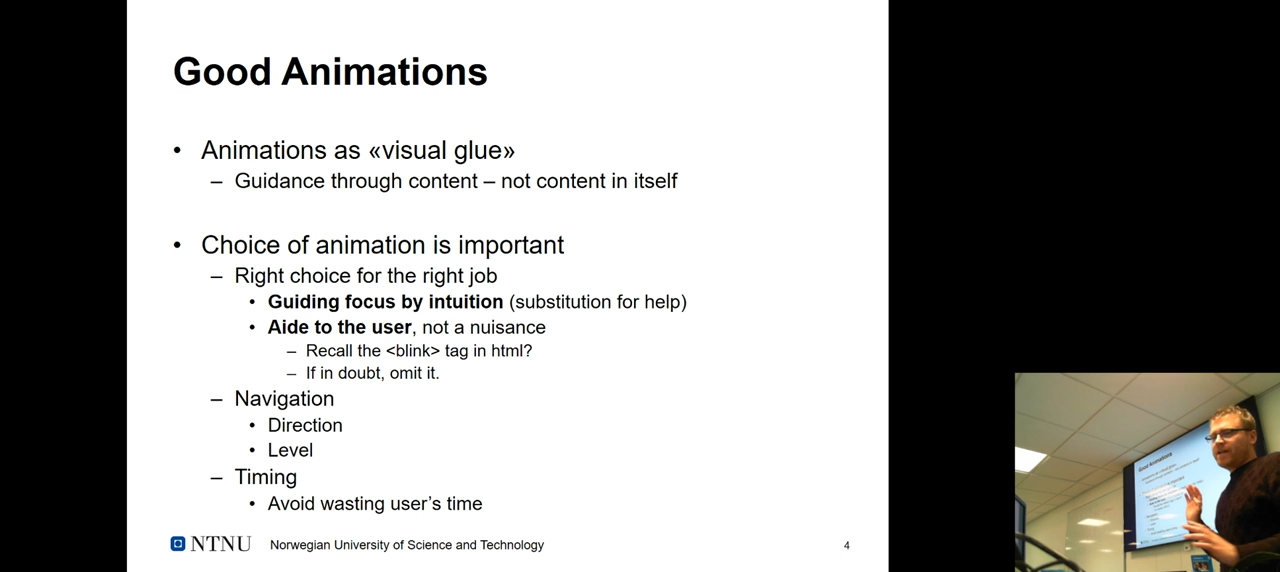 Good Animations
• Animations as «visual glue»
– Guidance through content – not content in itself
• Choice of animation is important
– Right choice for the right job
• Guiding focus by intuition (substitution for help)
• Aide to the user, not a nuisance
– Recall the <blink> tag in html?
– If in doubt, omit it.
– Navigation
• Direction
• Level
– Timing
• Avoid wasting user’s time
NTNU Norwegian University of Science and Technology 4
Good Animations